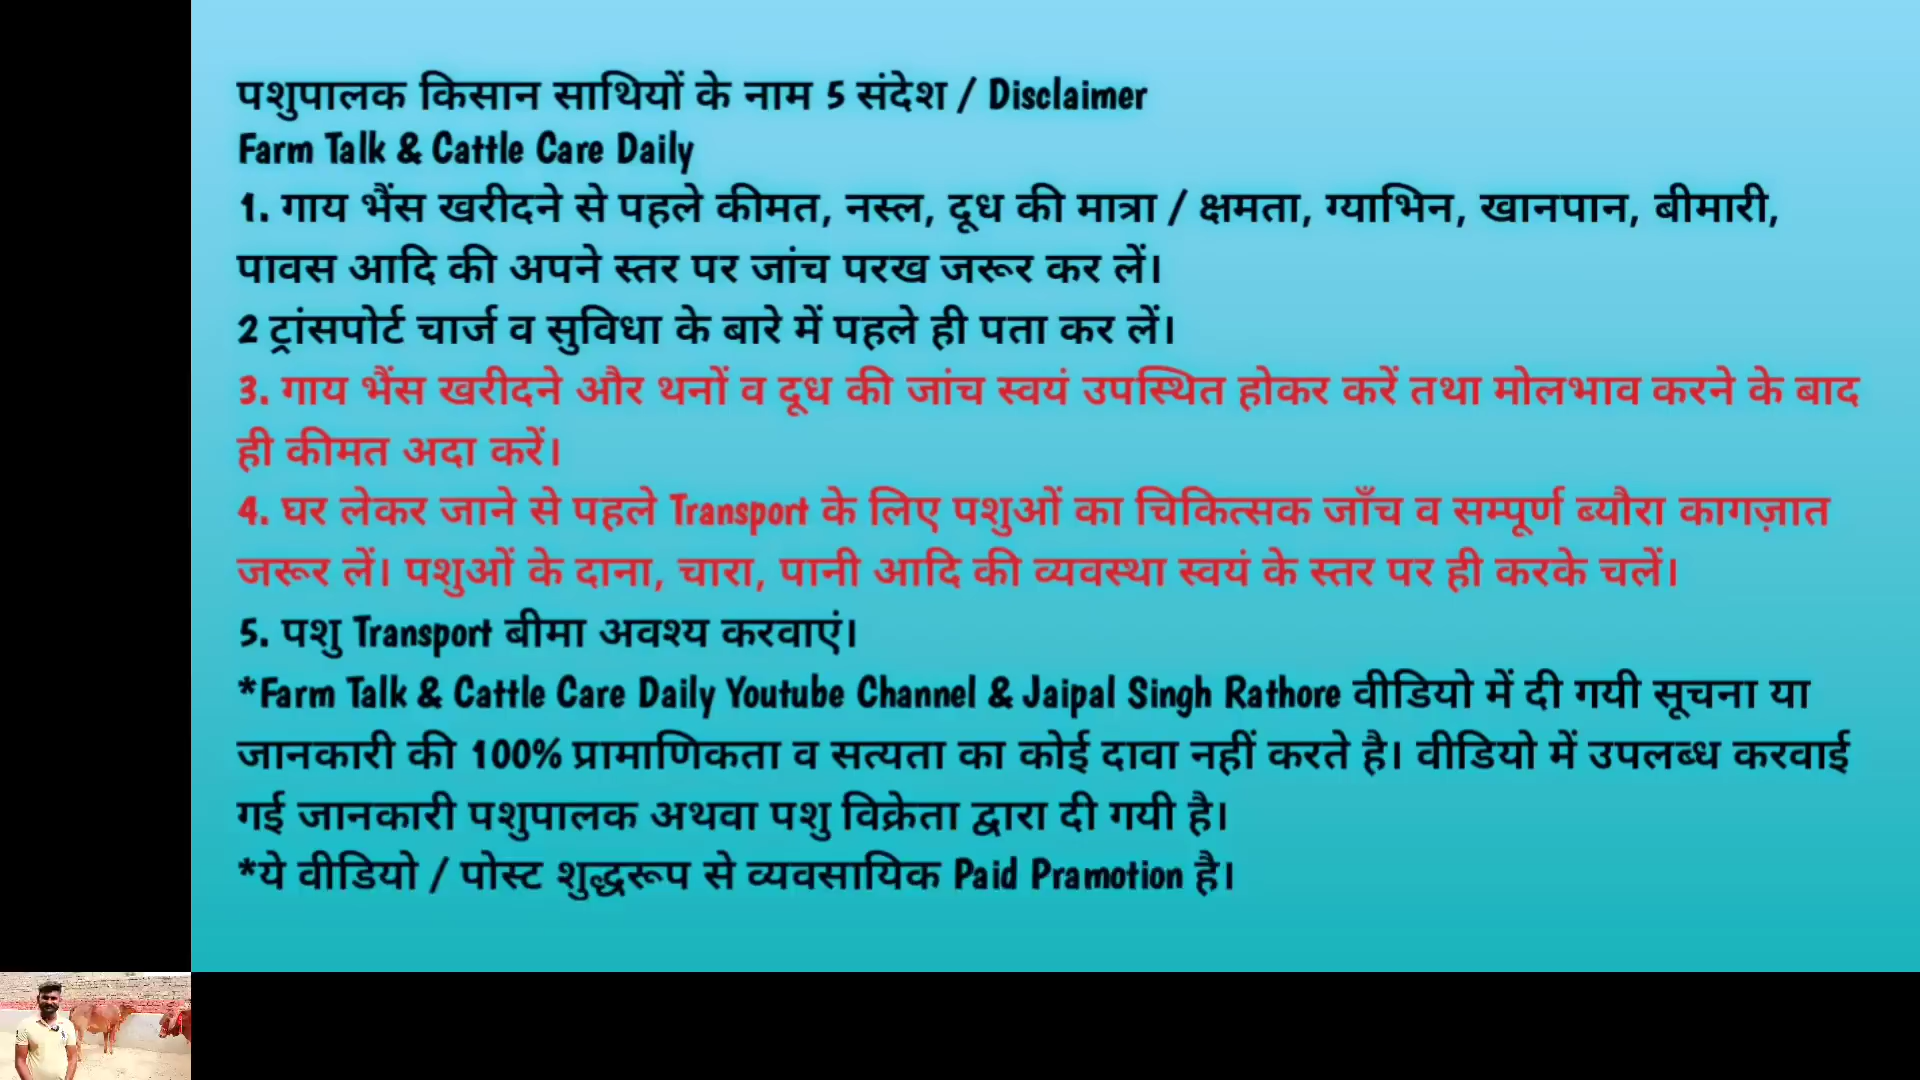 पशुपालक किसान साथियों के नाम 5 संदेश / Disclaimer
Farm Talk & Cattle Care Daily
1. गाय भैंस खरीदने से पहले कीमत, नस्ल, दूध की मात्रा / क्षमता, ग्याभिन, खानपान, बीमारी,
पावस आदि की अपने स्तर पर जांच परख जरूर कर लें।
2 ट्रांसपोर्ट चार्ज व सुविधा के बारे में पहले ही पता कर लें।
3. गाय भैंस खरीदने और थनों व दूध की जांच स्वयं उपस्थित होकर करें तथा मोलभाव करने के बाद
ही कीमत अदा करें।
4. घर लेकर जाने से पहले Transport के लिए पशुओं का चिकित्सक जाँच व सम्पूर्ण ब्यौरा कागज़ात
जरूर लें। पशुओं के दाना, चारा, पानी आदि की व्यवस्था स्वयं के स्तर पर ही करके चलें।
5. पशु Transport बीमा अवश्य करवाएं।
*Farm Talk & Cattle Care Daily Youtube Channel & Jaipal Singh Rathore वीडियो में दी गयी सूचना या
जानकारी की 100% प्रामाणिकता व सत्यता का कोई दावा नहीं करते है। वीडियो में उपलब्ध करवाई
गई जानकारी पशुपालक अथवा पशु विक्रेता द्वारा दी गयी है।
*ये वीडियो / पोस्ट शुद्धरूप से व्यवसायिक Paid Pramotion है।